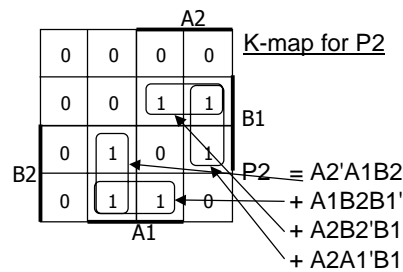 A2
K-map for P2
0 0 0 0
0 0 1 1
B1
0 1 0 1
B2
P2 = A2'A1B2
0 1 1 0
+ A1B2B1'
A1
+ A2B2'B1
+ A2A1'B1